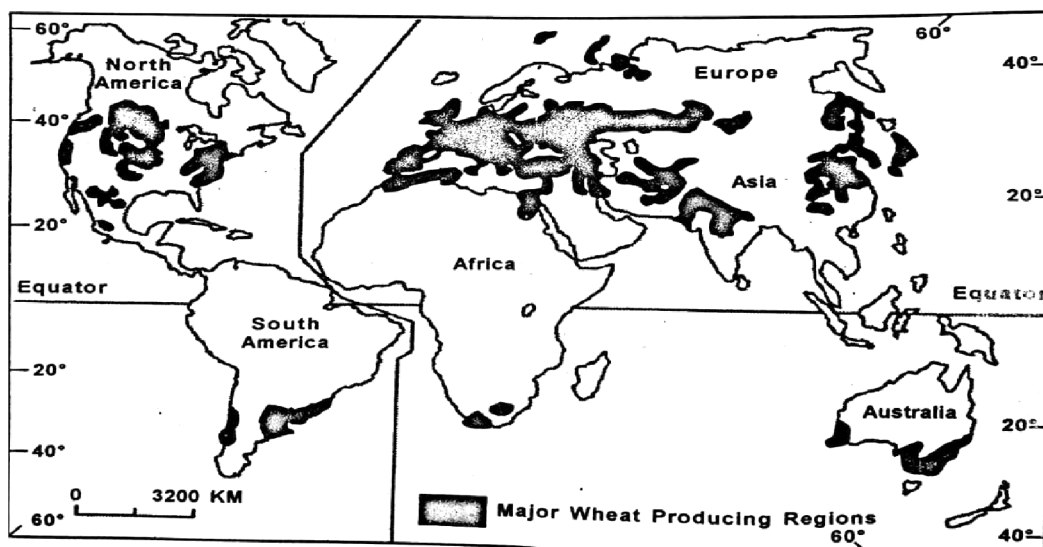 60°
60°
North
America
Europe
40°
40°
Asia
20°
20°
Africa
Equator
Equator
South
America
20°
Australia
20°
40°
0 3200 KM
Major Wheat Producing Regions
60°
60°
40°